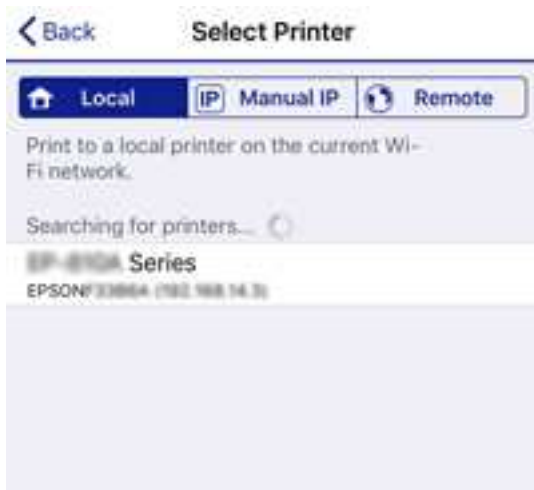 Back
Select Printer
Local
IP Manual IP
Remote
Print to a local printer on the current Wi-
Fi network.
Searching for printers...
Series
EPSON